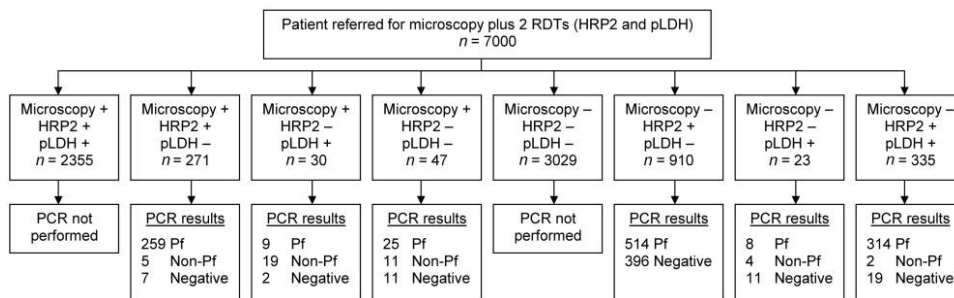 Patient referred for microscopy plus 2 RDTs (HRP2 and pLDH)
n = 7000
Microscopy +
HRP2 +
pLDH +
n = 2355
Microscopy +
HRP2 +
pLDH –
n = 271
Microscopy +
HRP2 –
pLDH +
n = 30
Microscopy +
HRP2 –
pLDH –
n = 47
Microscopy –
HRP2 –
pLDH –
n = 3029
Microscopy –
HRP2 +
pLDH –
n = 910
Microscopy –
HRP2 –
pLDH +
n = 23
Microscopy –
HRP2 +
pLDH +
n = 335
PCR not
performed
PCR results
259 Pf
5 Non-Pf
7 Negative
PCR results
9 Pf
19 Non-Pf
2 Negative
PCR results
25 Pf
11 Non-Pf
11 Negative
PCR not
performed
PCR results
514 Pf
396 Negative
PCR results
8 Pf
4 Non-Pf
11 Negative
PCR results
314 Pf
2 Non-Pf
19 Negative